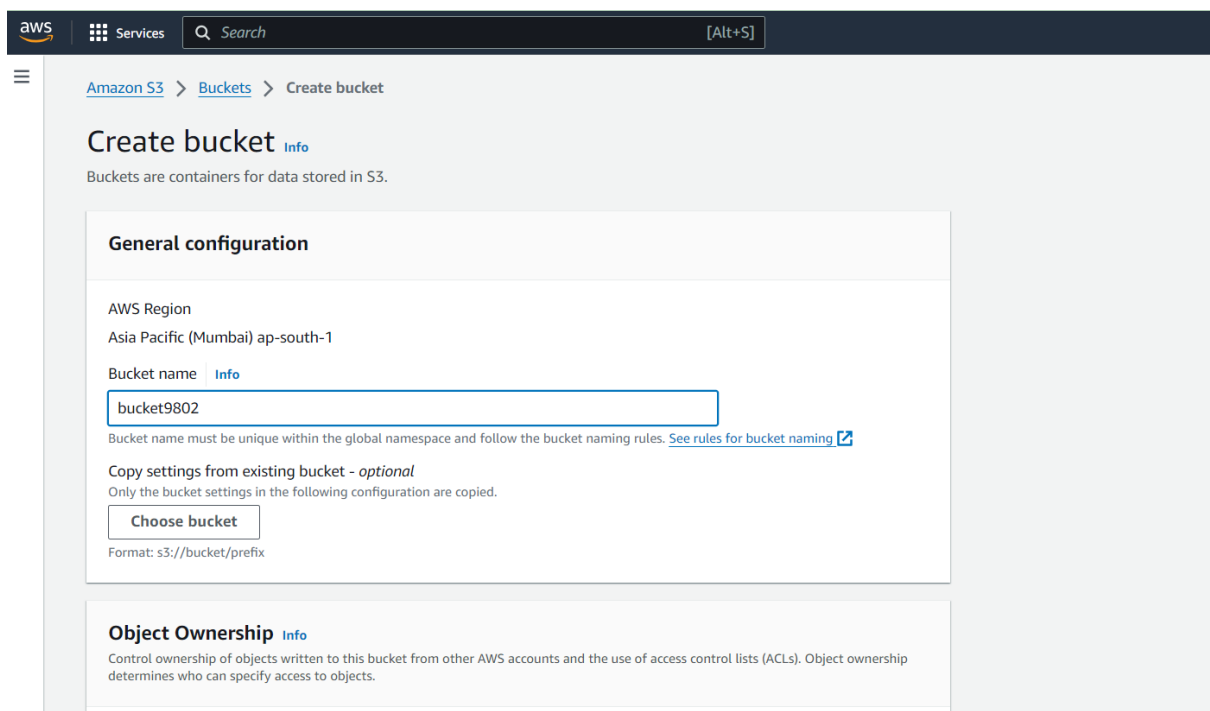 aws Services Search [Alt+S]
Amazon S3 > Buckets > Create bucket
Create bucket Info
Buckets are containers for data stored in S3.
General configuration
AWS Region
Asia Pacific (Mumbai) ap-south-1
Bucket name Info
bucket9802
Bucket name must be unique within the global namespace and follow the bucket naming rules. See rules for bucket naming
Copy settings from existing bucket - optional
Only the bucket settings in the following configuration are copied.
Choose bucket
Format: s3://bucket/prefix
Object Ownership Info
Control ownership of objects written to this bucket from other AWS accounts and the use of access control lists (ACLs). Object ownership
determines who can specify access to objects.